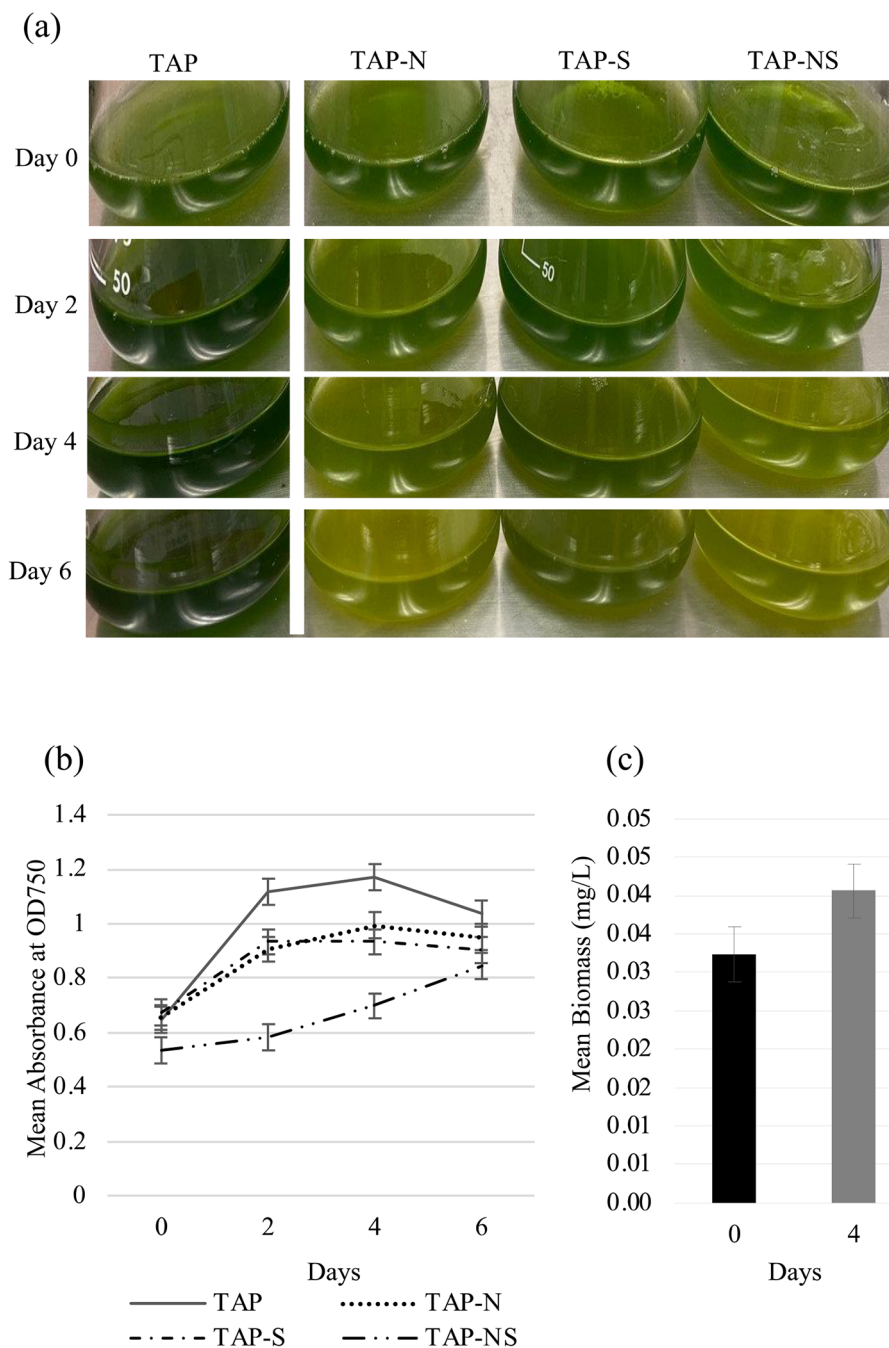 (a)
TAP TAP-N TAP-S TAP-NS
Day 0
Day 2
50
50
Day 4
Day 6
(b)
1.4
1.2
1
0.8
0.6
0.4
0.2
0
Mean Absorbance at OD750
0 2 4 6
Days
TAP TAP-N
TAP-S TAP-NS
(c)
0.05
0.05
0.04
0.04
0.03
0.03
0.02
0.02
0.01
0.01
0.00
Mean Biomass (mg/L)
0 4
Days